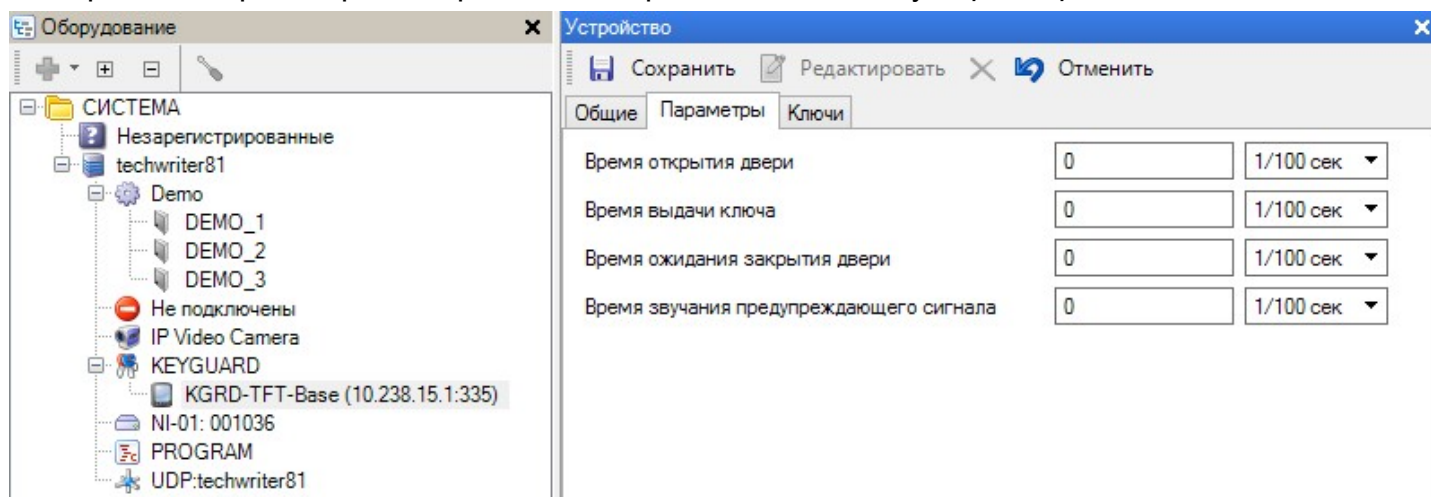 Оборудование
СИСТЕМА
Незарегистрированные
techwriter81
Demo
DEMO_1
DEMO_2
DEMO_3
Не подключены
IP Video Camera
KEYGUARD
KGRD-TFT-Base (10.238.15.1:335)
NI-01: 001036
PROGRAM
UDP:techwriter81
Устройство
Сохранить Редактировать Отменить
Общие Параметры Ключи
Время открытия двери 0 1/100 сек
Время выдачи ключа 0 1/100 сек
Время ожидания закрытия двери 0 1/100 сек
Время звучания предупреждающего сигнала 0 1/100 сек